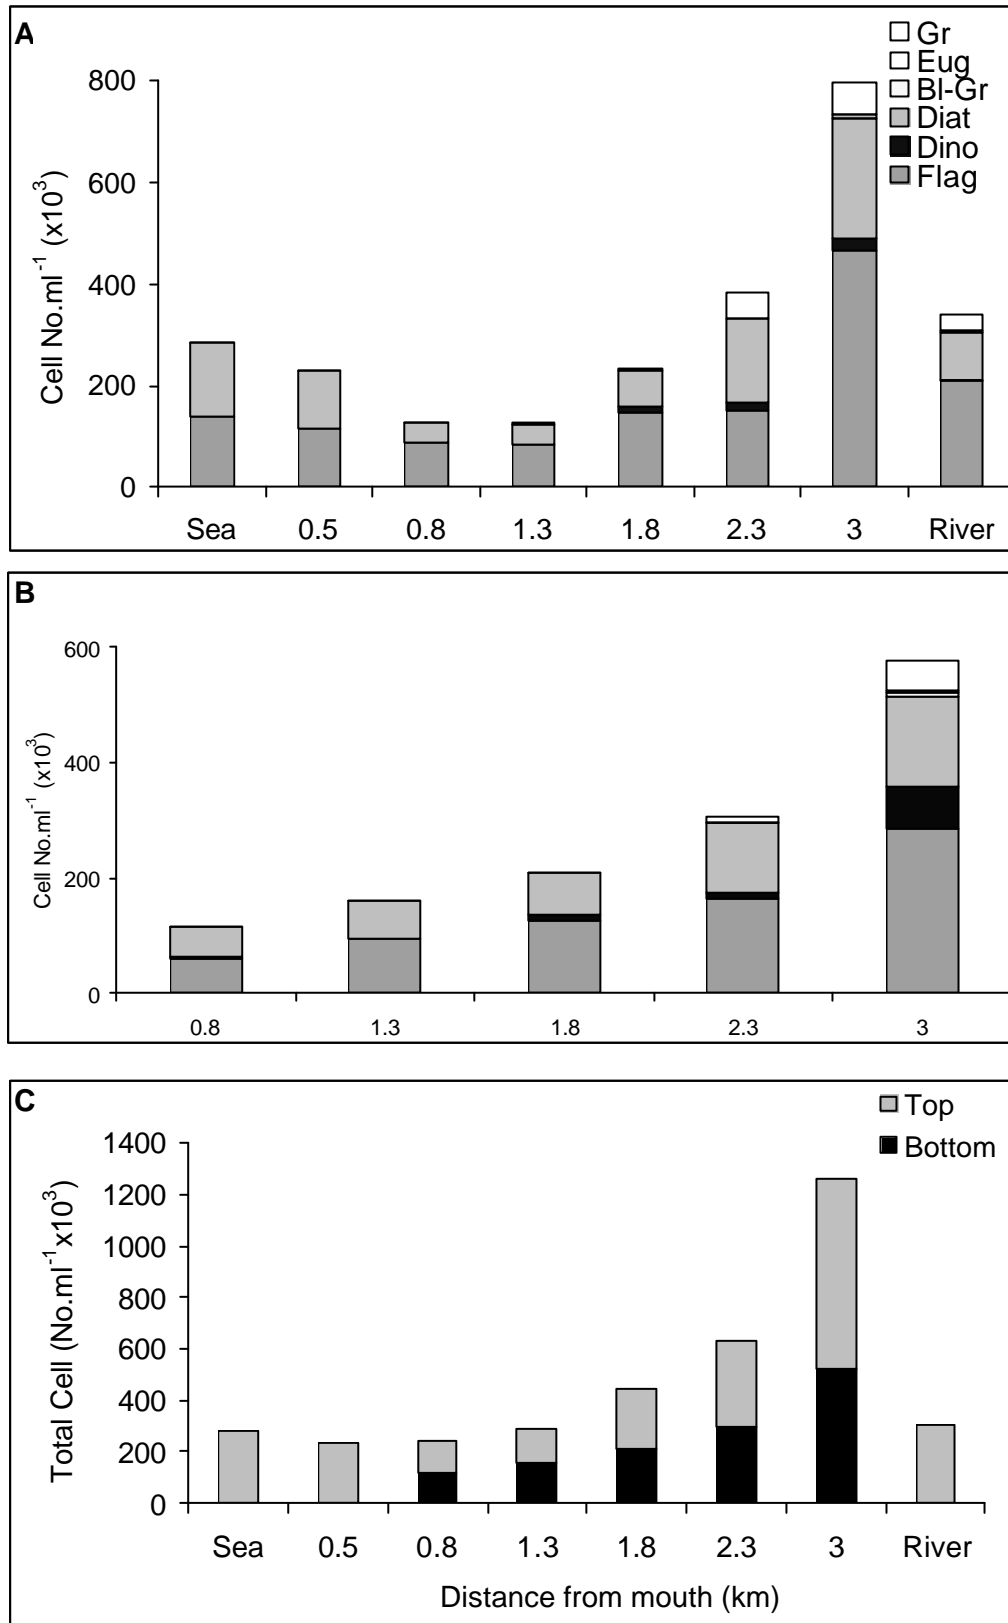 A
Gr
Eug
Bl-Gr
Diat
Dino
Flag
Cell No.ml⁻¹ (x10³)
800
600
400
200
0
Sea 0.5 0.8 1.3 1.8 2.3 3 River
B
Cell No.ml⁻¹ (x10³)
600
400
200
0
0.8 1.3 1.8 2.3 3
C
Top
Bottom
Total Cell (No.ml⁻¹x10³)
1400
1200
1000
800
600
400
200
0
Sea 0.5 0.8 1.3 1.8 2.3 3 River
Distance from mouth (km)